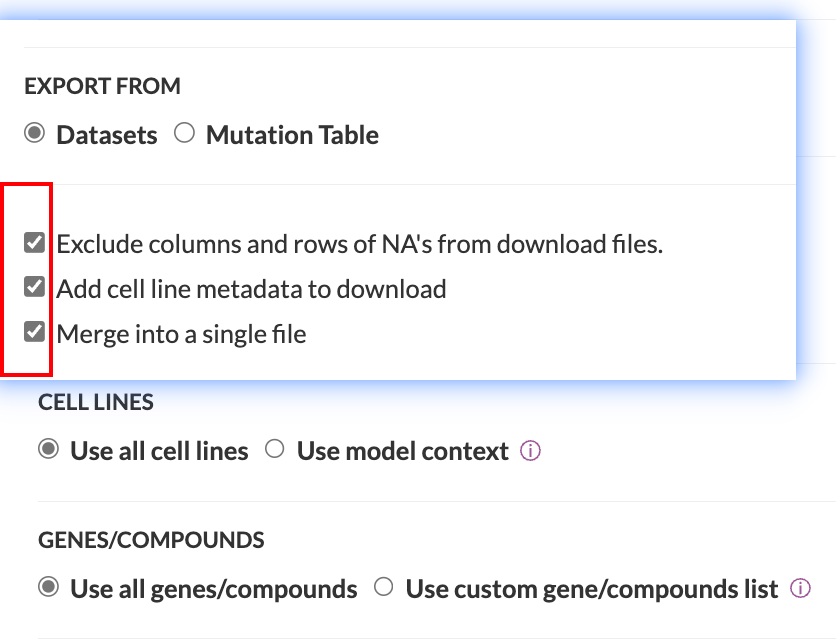 EXPORT FROM
Datasets Mutation Table
Exclude columns and rows of NA's from download files.
Add cell line metadata to download
Merge into a single file
CELL LINES
Use all cell lines Use model context
GENES/COMPOUNDS
Use all genes/compounds Use custom gene/compounds list